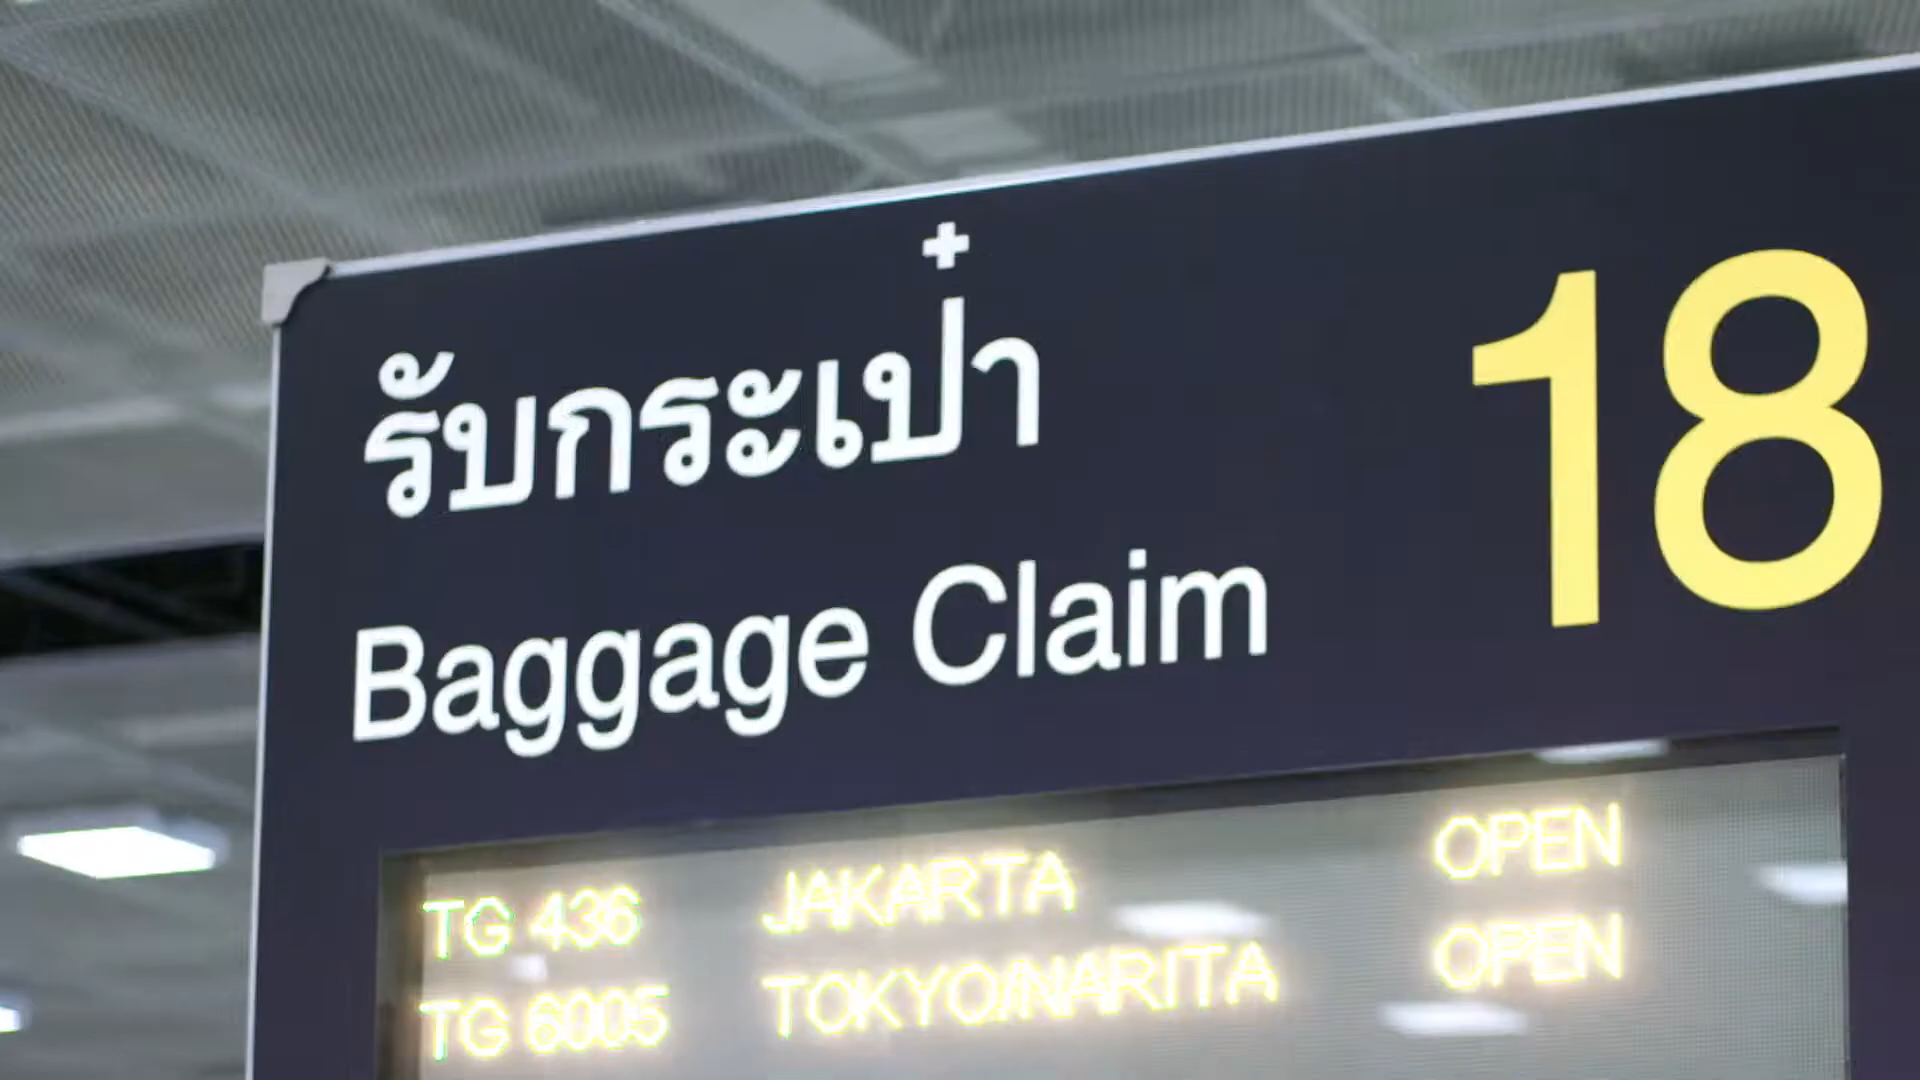 รับกระเป๋า
Baggage Claim
18
TG 436 JAKARTA OPEN
TG 6005 TOKYO/NARITA OPEN